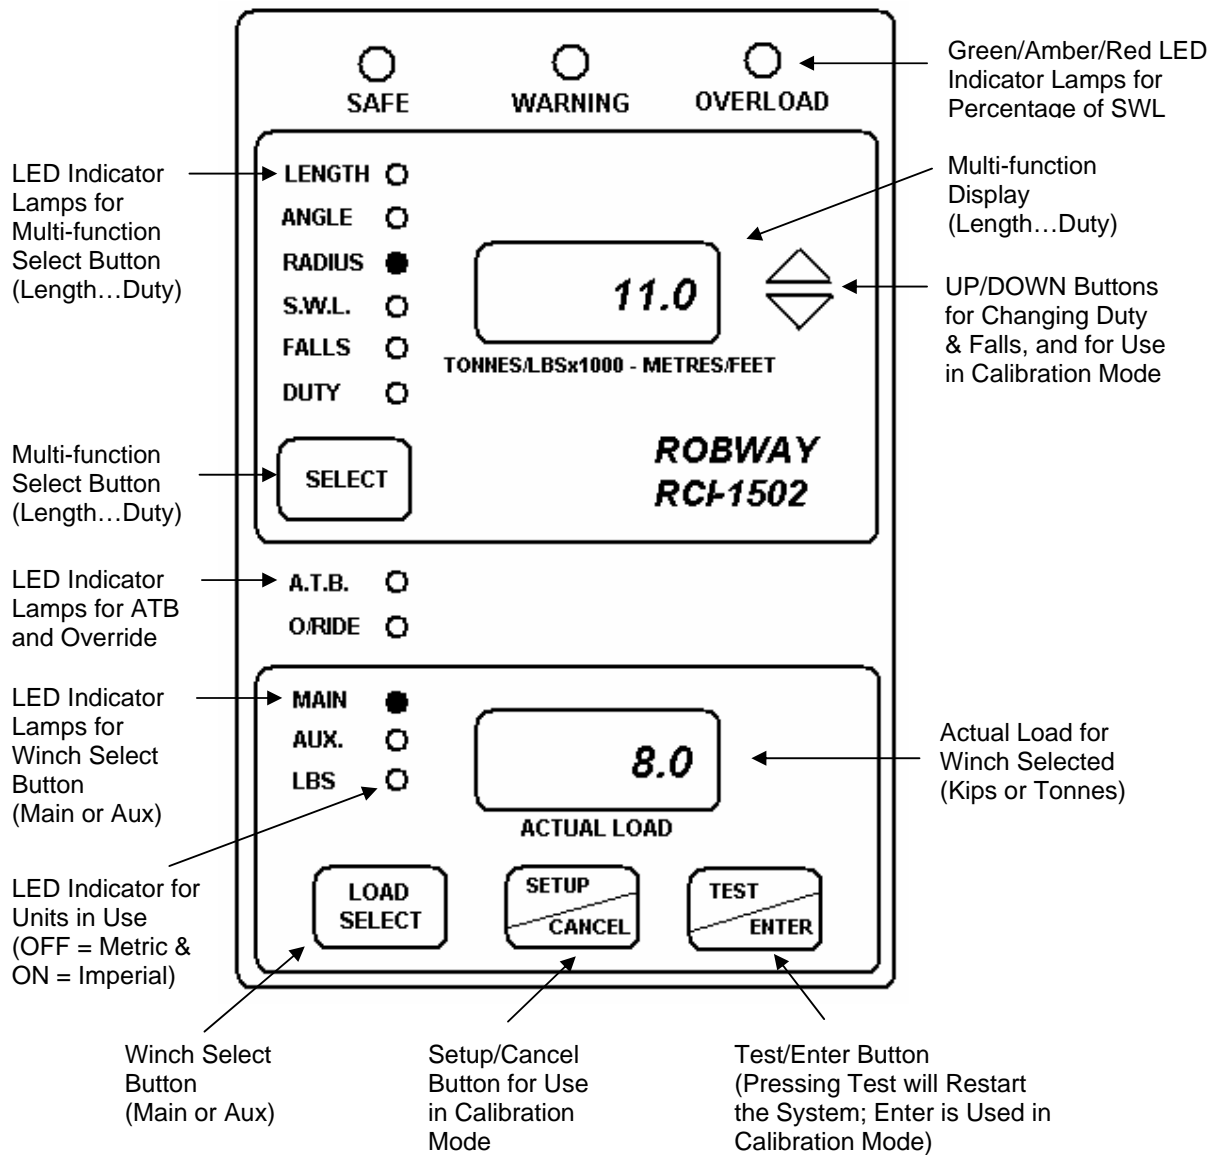 Green/Amber/Red LED
Indicator Lamps for
Percentage of SWL
SAFE
WARNING
OVERLOAD
LED Indicator
Lamps for
Multi-function
Select Button
(Length…Duty)
LENGTH
ANGLE
RADIUS
S.W.L.
FALLS
DUTY
11.0
TONNES/LBSx1000 - METRES/FEET
Multi-function
Display
(Length…Duty)
UP/DOWN Buttons
for Changing Duty
& Falls, and for Use
in Calibration Mode
Multi-function
Select Button
(Length…Duty)
SELECT
ROBWAY
RCI-1502
LED Indicator
Lamps for ATB
and Override
A.T.B.
O/RIDE
LED Indicator
Lamps for
Winch Select
Button
(Main or Aux)
MAIN
AUX.
LBS
8.0
ACTUAL LOAD
Actual Load for
Winch Selected
(Kips or Tonnes)
LED Indicator for
Units in Use
(OFF = Metric &
ON = Imperial)
LOAD
SELECT
SETUP
CANCEL
TEST
ENTER
Winch Select
Button
(Main or Aux)
Setup/Cancel
Button for Use
in Calibration
Mode
Test/Enter Button
(Pressing Test will Restart
the System; Enter is Used in
Calibration Mode)